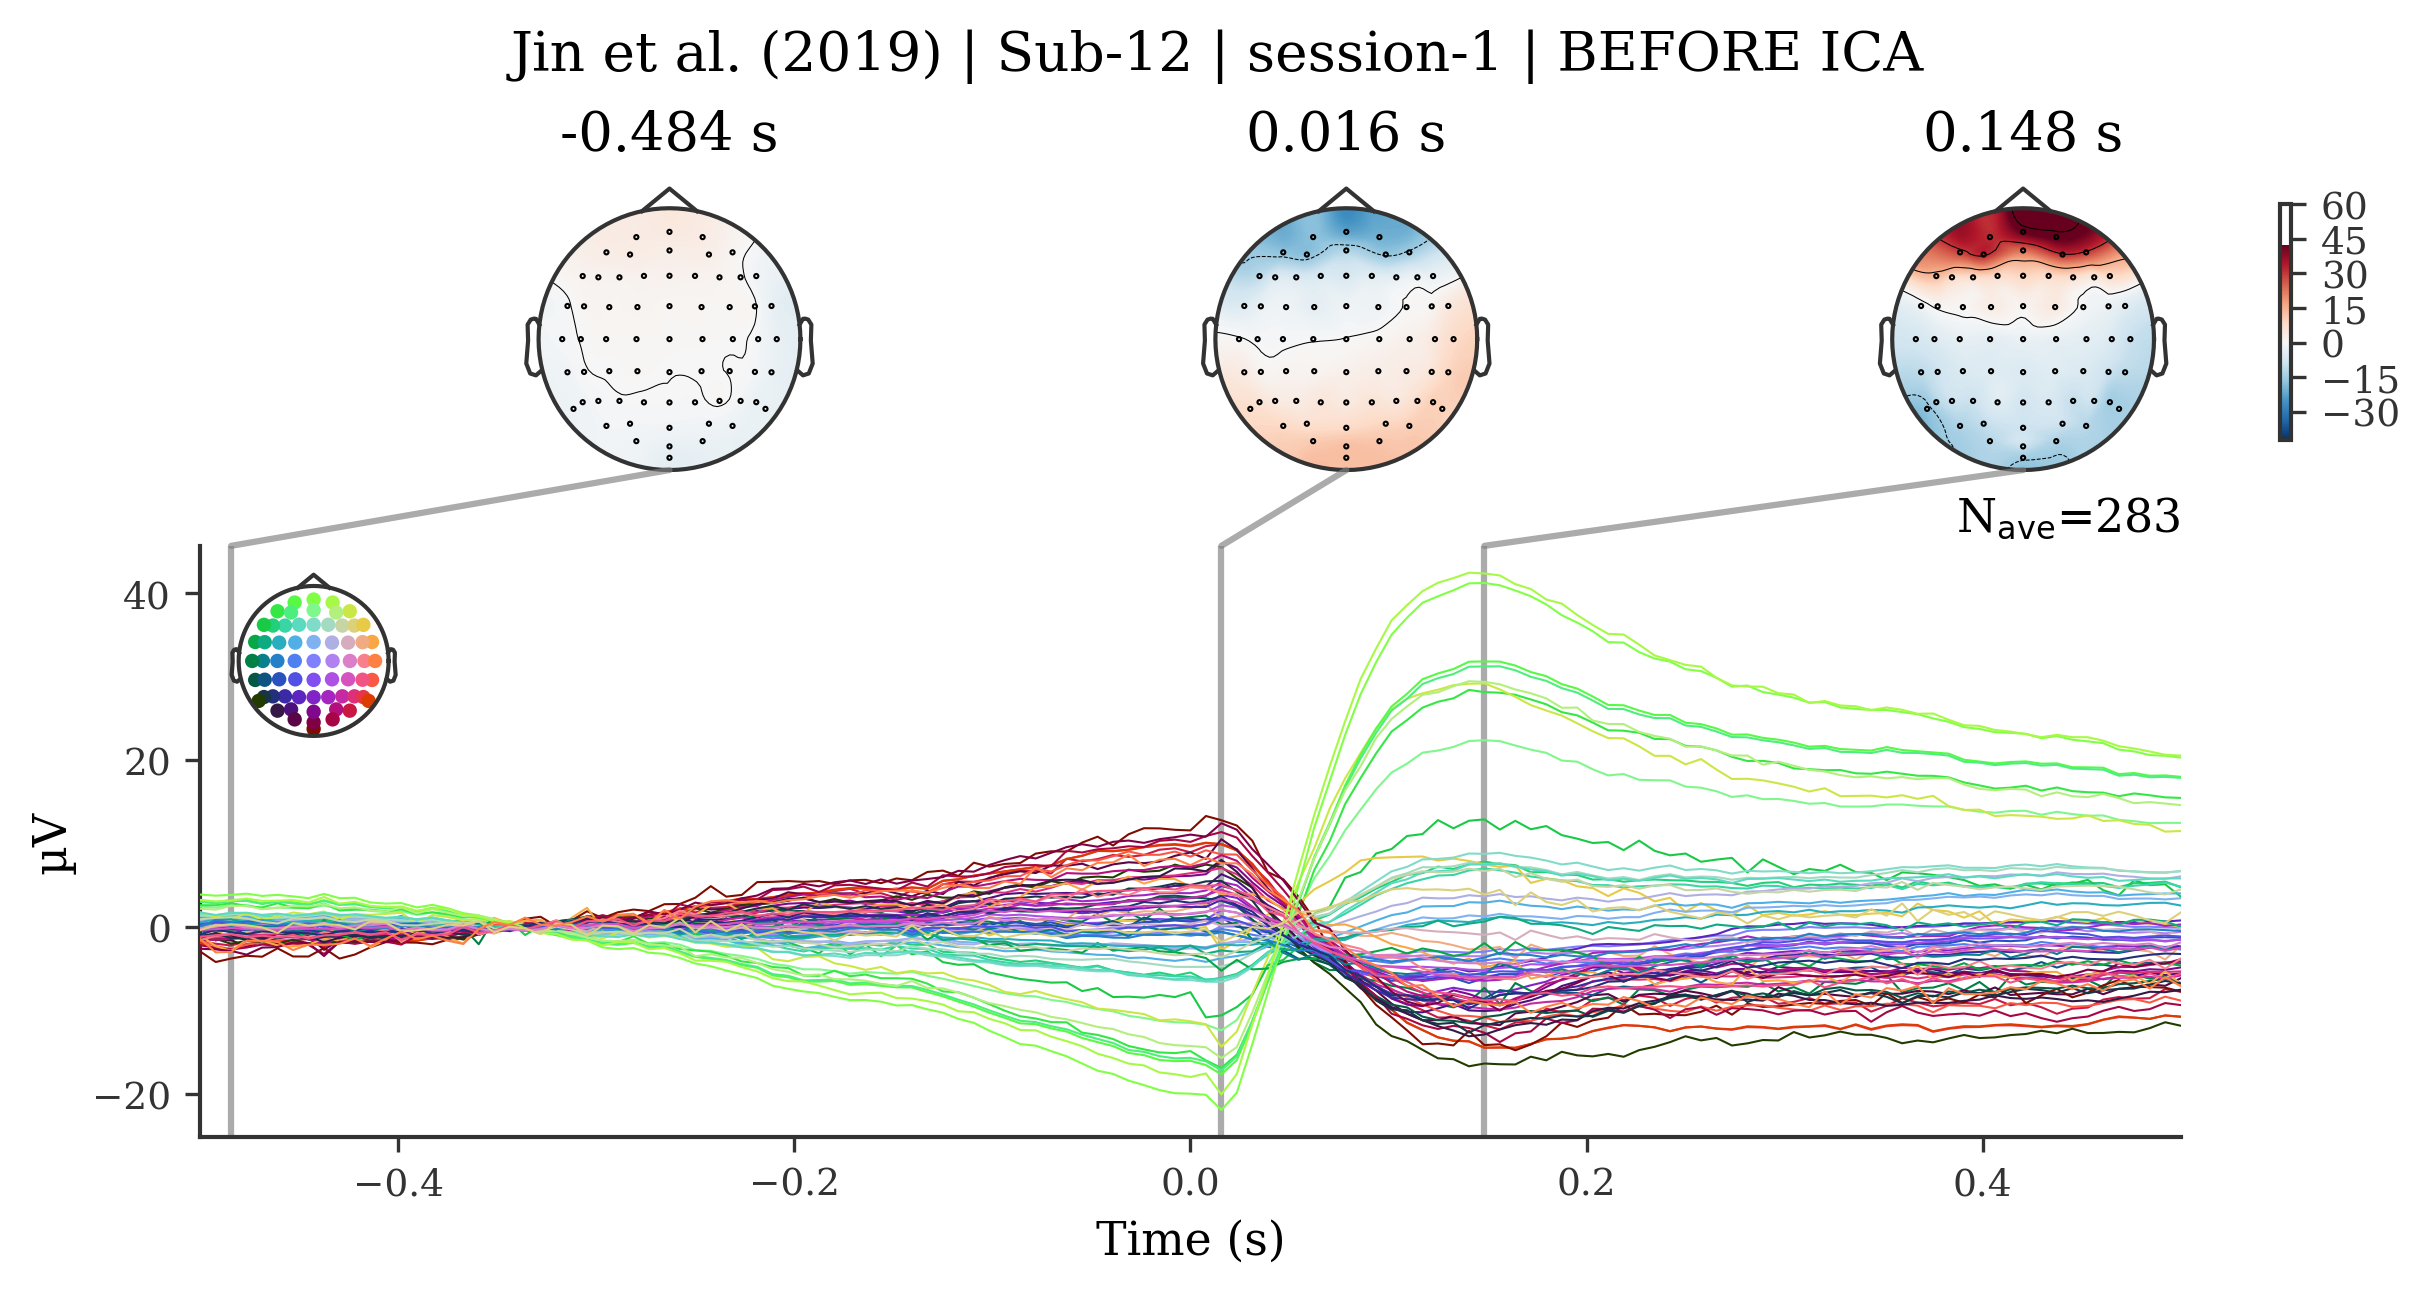 Jin et al. (2019) | Sub-12 | session-1 | BEFORE ICA
-0.484 s
0.016 s
0.148 s
60
45
30
15
0
−15
−30
Nave=283
40
20
0
−20
µV
−0.4
−0.2
0.0
0.2
0.4
Time (s)